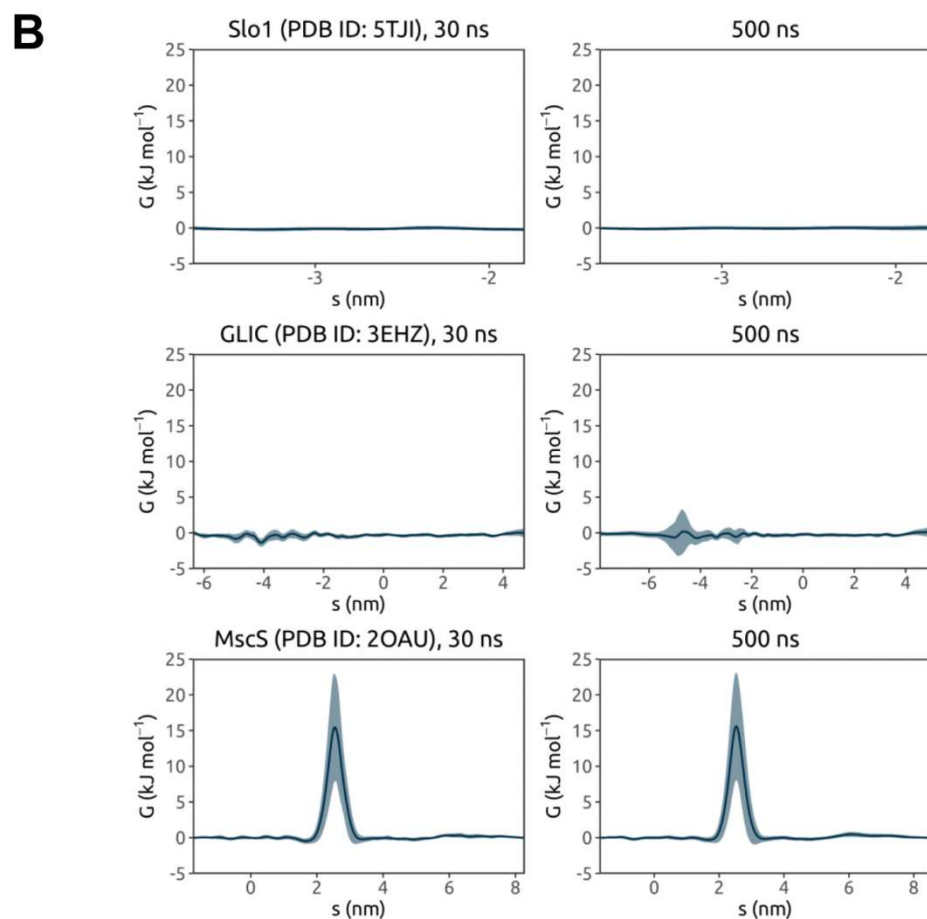 B
Slo1 (PDB ID: 5TJI), 30 ns
500 ns
25
20
15
10
5
0
-5
G (kJ mol⁻¹)
-3
-2
s (nm)
25
20
15
10
5
0
-5
G (kJ mol⁻¹)
-3
-2
s (nm)
GLIC (PDB ID: 3EHZ), 30 ns
500 ns
25
20
15
10
5
0
-5
G (kJ mol⁻¹)
-6 -4 -2 0 2 4
s (nm)
25
20
15
10
5
0
-5
G (kJ mol⁻¹)
-6 -4 -2 0 2 4
s (nm)
MscS (PDB ID: 2OAU), 30 ns
500 ns
25
20
15
10
5
0
-5
G (kJ mol⁻¹)
0 2 4 6 8
s (nm)
25
20
15
10
5
0
-5
G (kJ mol⁻¹)
0 2 4 6 8
s (nm)